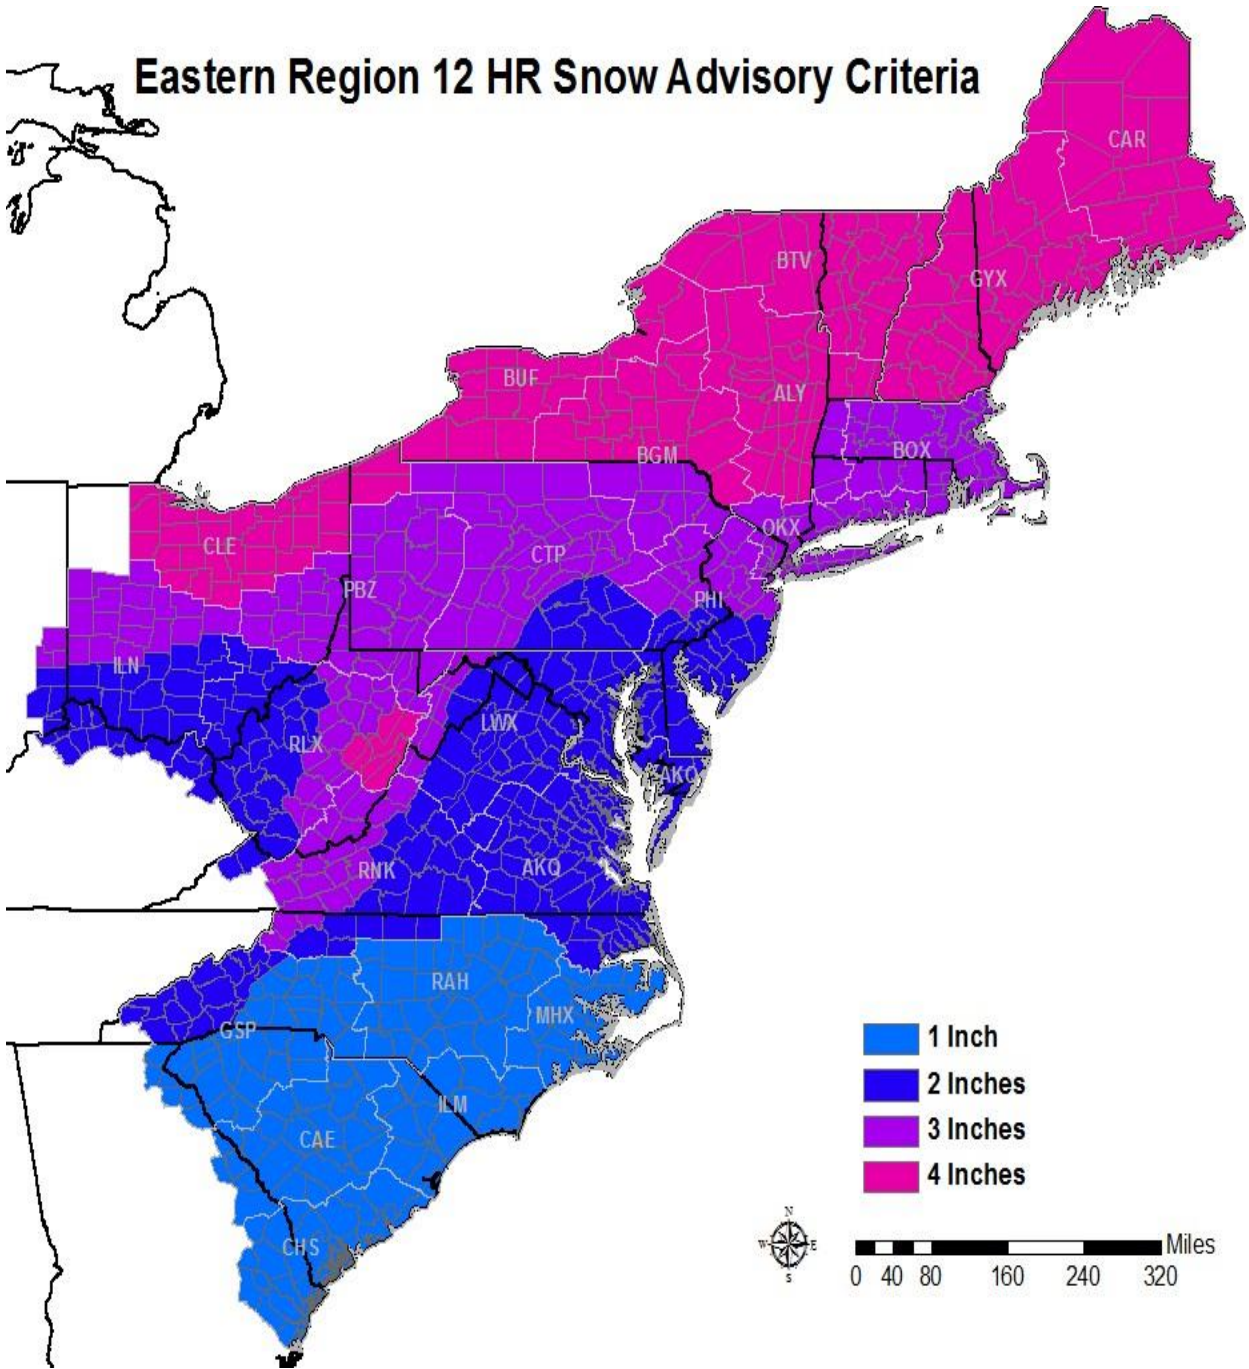 Eastern Region 12 HR Snow Advisory Criteria
CAR
BTV
GYX
BUF
ALY
BOX
BGM
OKX
CLE
CTP
PBZ
PHI
ILN
LWX
RLX
AKQ
RNK
AKQ
RAH
MHX
GSP
ILM
CAE
CHS
1 Inch
2 Inches
3 Inches
4 Inches
N
W E
S
Miles
0 40 80 160 240 320